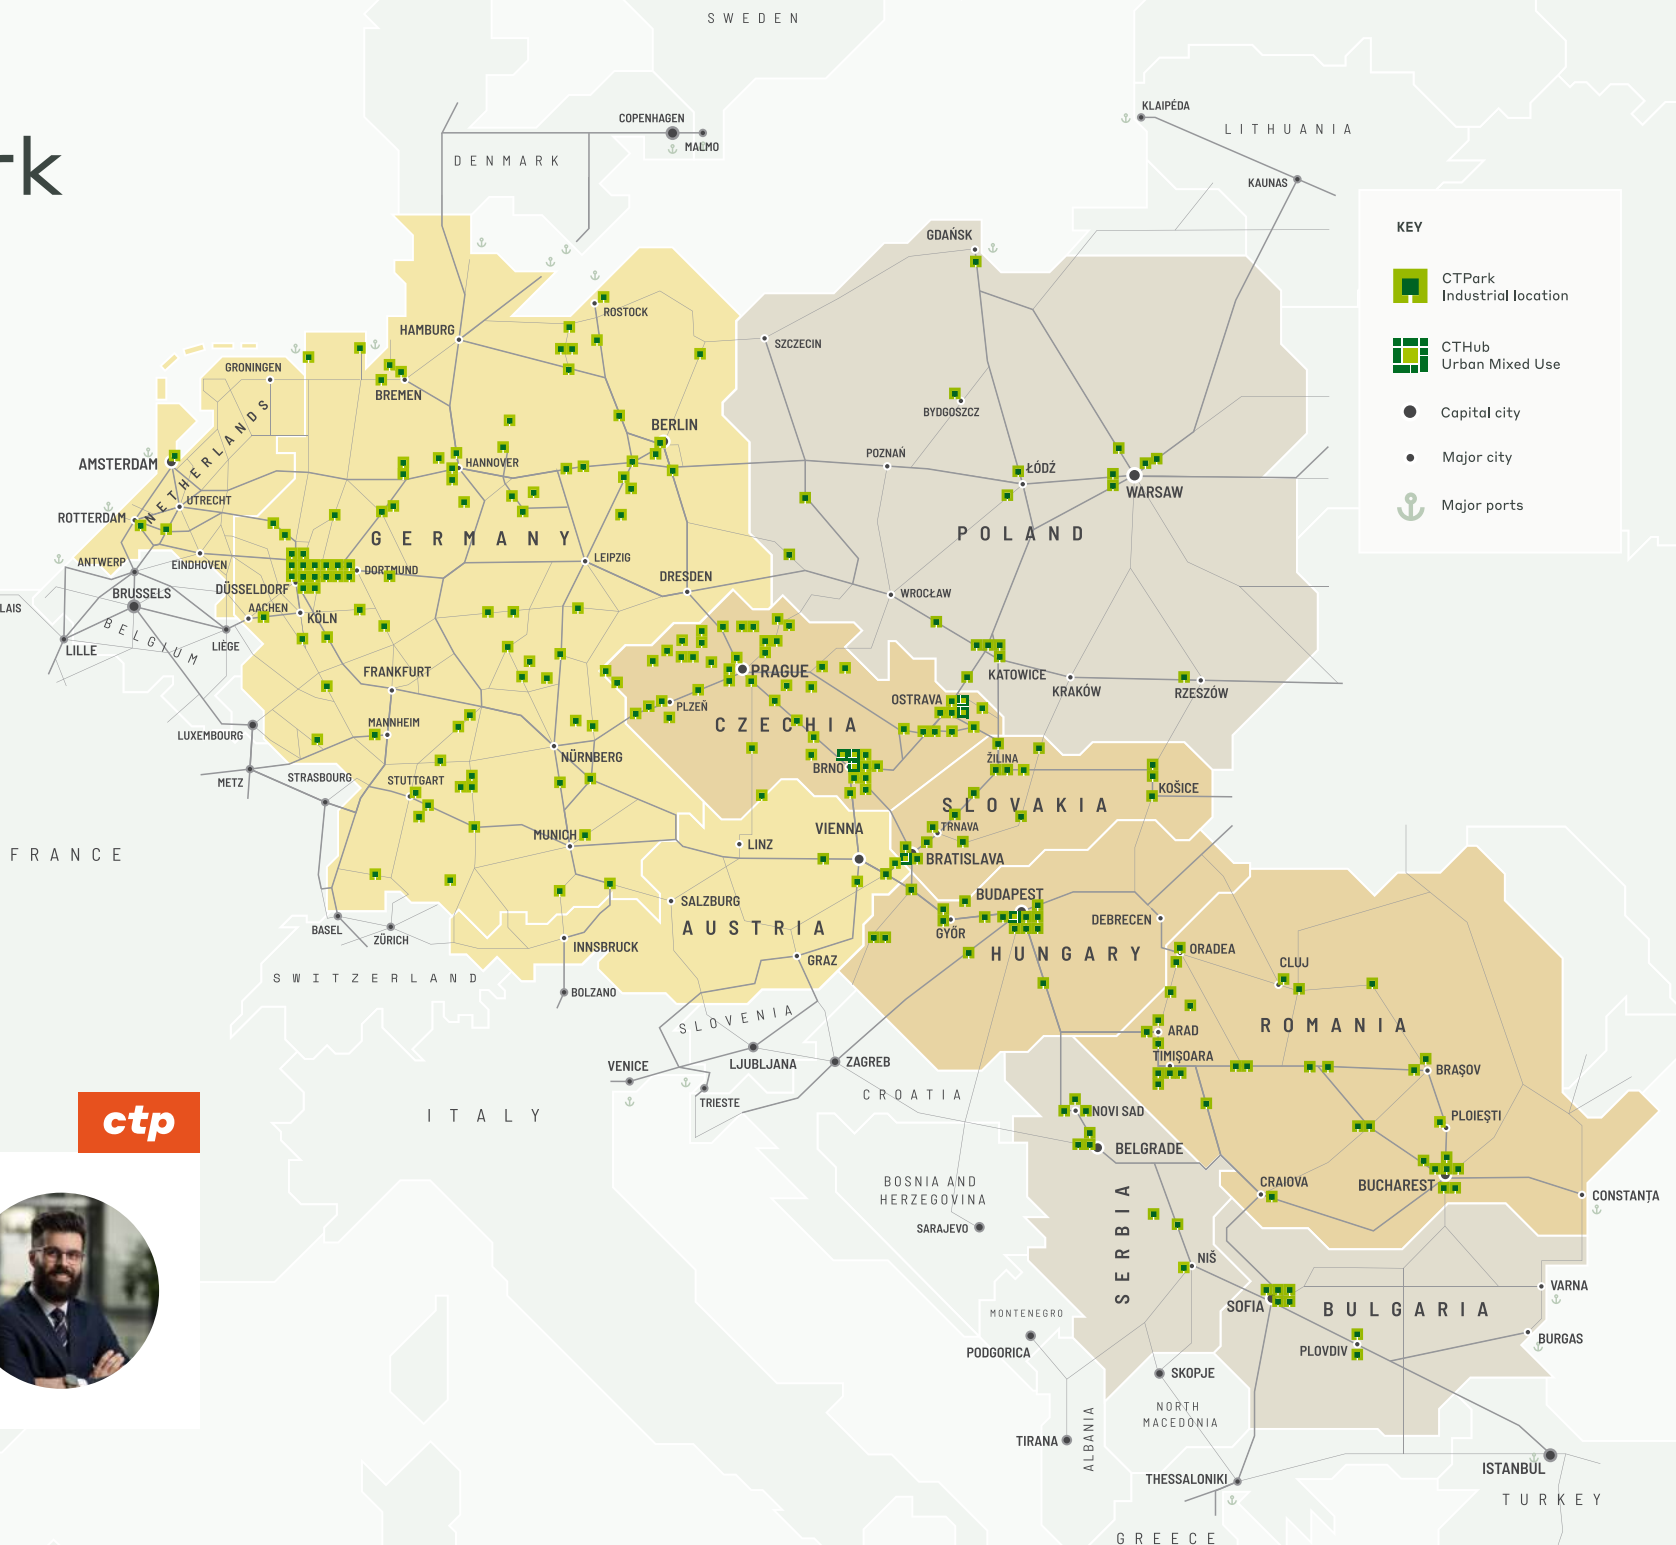 rk
SWEDEN
COPENHAGEN
MALMO
DENMARK
KLAIPĖDA
LITHUANIA
KAUNAS
KEY
CTPark
Industrial location
CTHub
Urban Mixed Use
Capital city
Major city
Major ports
GDAŃSK
ROSTOCK
HAMBURG
SZCZECIN
GRONINGEN
BREMEN
BYDGOSZCZ
BERLIN
NETHERLANDS
AMSTERDAM
HANNOVER
POZNAŃ
ŁÓDŹ
WARSAW
UTRECHT
ROTTERDAM
GERMANY
POLAND
ANTWERP
EINDHOVEN
DORTMUND
LEIPZIG
DRESDEN
BRUSSELS
DÜSSELDORF
WROCŁAW
LAIS
AACHEN
KÖLN
BELGIUM
LIÈGE
LILLE
FRANKFURT
PRAGUE
KATOWICE
KRAKÓW
RZESZÓW
OSTRAVA
PLZEŇ
CZECHIA
MANNHEIM
LUXEMBOURG
NÜRNBERG
ŽILINA
BRNO
METZ
STRASBOURG
STUTTGART
KOŠICE
SLOVAKIA
TRNAVA
VIENNA
MUNICH
LINZ
BRATISLAVA
FRANCE
BUDAPEST
SALZBURG
DEBRECEN
BASEL
ZÜRICH
AUSTRIA
GYŐR
HUNGARY
INNSBRUCK
ORADEA
GRAZ
CLUJ
SWITZERLAND
BOLZANO
SLOVENIA
ROMANIA
ARAD
TIMIŞOARA
VENICE
LJUBLJANA
ZAGREB
BRAŞOV
TRIESTE
CROATIA
NOVI SAD
PLOIEŞTI
ITALY
ctp
BELGRADE
BOSNIA AND
HERZEGOVINA
CRAIOVA
BUCHAREST
CONSTANȚA
SARAJEVO
SERBIA
NIŠ
VARNA
SOFIA
BULGARIA
MONTENEGRO
PODGORICA
PLOVDIV
BURGAS
SKOPJE
NORTH
MACEDONIA
TIRANA
ALBANIA
THESSALONIKI
ISTANBUL
TURKEY
GREECE